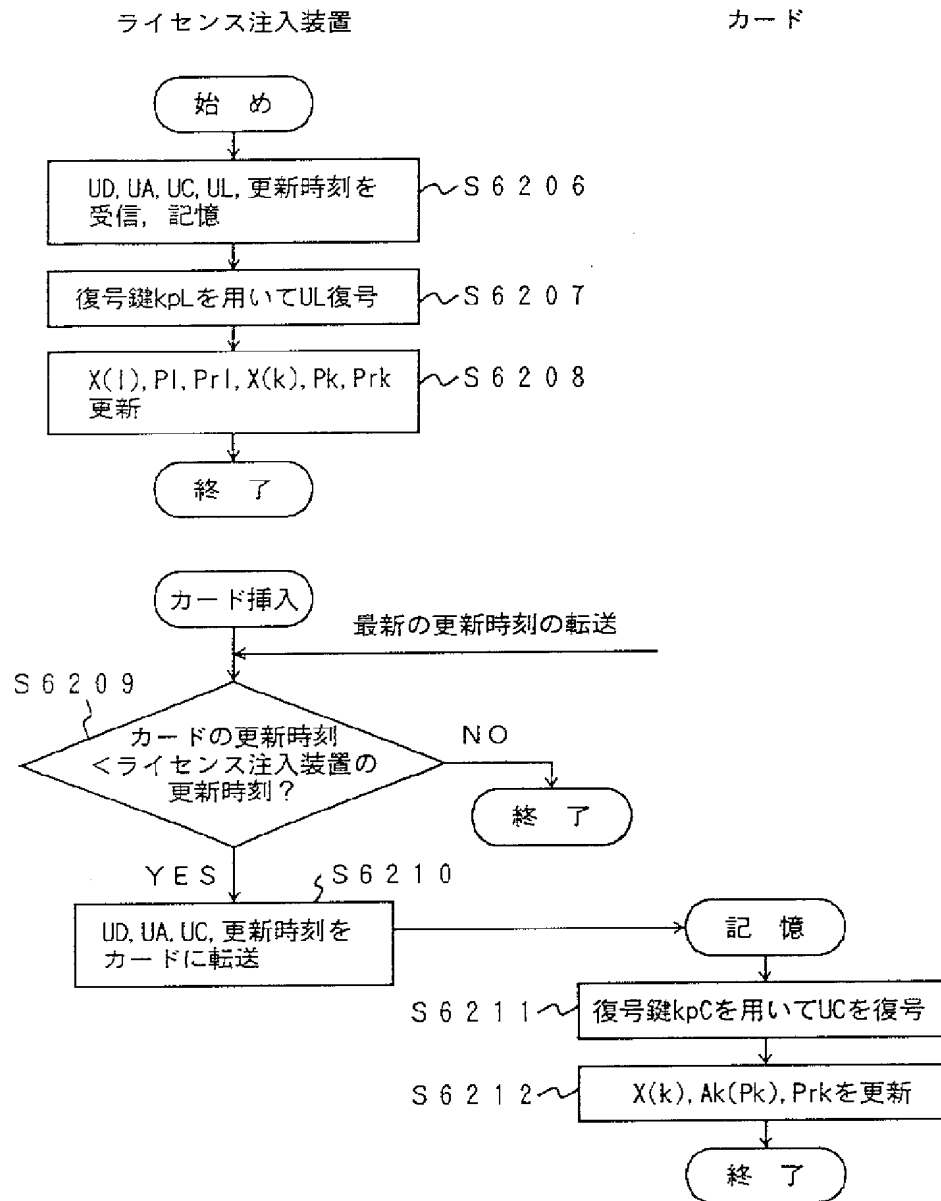 ライセンス注入装置
カード
始 め
UD, UA, UC, UL, 更新時刻を
受信, 記憶
S6206
復号鍵kpLを用いてUL復号
S6207
X(l), Pl, Prl, X(k), Pk, Prk
更新
S6208
終 了
カード挿入
最新の更新時刻の転送
S6209
カードの更新時刻
<ライセンス注入装置の
更新時刻?
NO
終 了
YES
S6210
UD, UA, UC, 更新時刻を
カードに転送
記 憶
S6211
復号鍵kpCを用いてUCを復号
S6212
X(k), Ak(Pk), Prkを更新
終 了